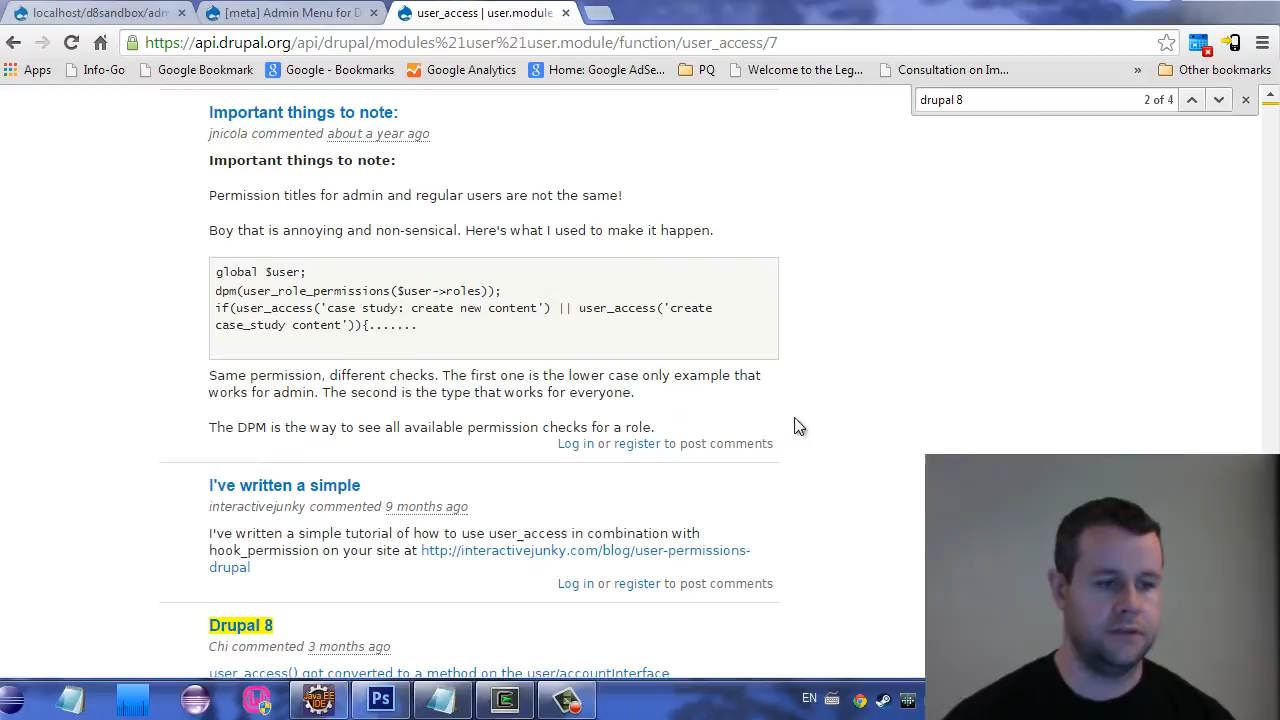 localhost/d8sandbox/adm
[meta] Admin Menu for D
user_access | user.module
https://api.drupal.org/api/drupal/modules%21user%21user.module/function/user_access/7
Apps
Info-Go
Google Bookmark
Google - Bookmarks
Google Analytics
Home: Google AdSe...
PQ
Welcome to the Leg...
Consultation on Im...
»
Other bookmarks
drupal 8
2 of 4
Important things to note:
jnicola commented about a year ago
Important things to note:
Permission titles for admin and regular users are not the same!
Boy that is annoying and non-sensical. Here's what I used to make it happen.
global $user;
dpm(user_role_permissions($user->roles));
if(user_access('case study: create new content') || user_access('create
case_study content')){.......
Same permission, different checks. The first one is the lower case only example that
works for admin. The second is the type that works for everyone.
The DPM is the way to see all available permission checks for a role.
Log in or register to post comments
I've written a simple
interactivejunky commented 9 months ago
I've written a simple tutorial of how to use user_access in combination with
hook_permission on your site at http://interactivejunky.com/blog/user-permissions-
drupal
Log in or register to post comments
Drupal 8
Chi commented 3 months ago
user_access() got converted to a method on the user/accountInterface
Java EE
IDE
Ps
EN